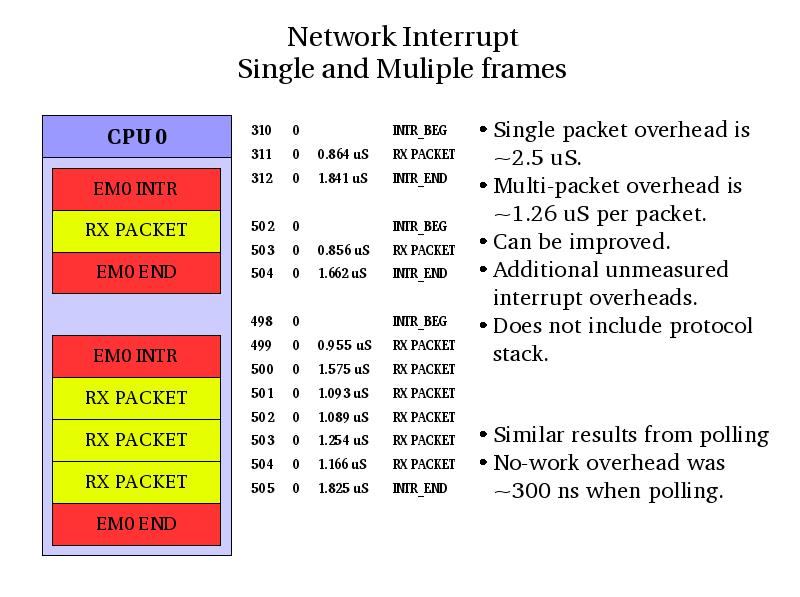 Network Interrupt
Single and Muliple frames
CPU 0
EM0 INTR
RX PACKET
EM0 END
EM0 INTR
RX PACKET
RX PACKET
RX PACKET
EM0 END
310 0 INTR_BEG
311 0 0.864 uS RX PACKET
312 0 1.841 uS INTR_END
502 0 INTR_BEG
503 0 0.856 uS RX PACKET
504 0 1.662 uS INTR_END
498 0 INTR_BEG
499 0 0.955 uS RX PACKET
500 0 1.575 uS RX PACKET
501 0 1.093 uS RX PACKET
502 0 1.089 uS RX PACKET
503 0 1.254 uS RX PACKET
504 0 1.166 uS RX PACKET
505 0 1.825 uS INTR_END
• Single packet overhead is
~2.5 uS.
• Multi-packet overhead is
~1.26 uS per packet.
• Can be improved.
• Additional unmeasured
interrupt overheads.
• Does not include protocol
stack.
• Similar results from polling
• No-work overhead was
~300 ns when polling.